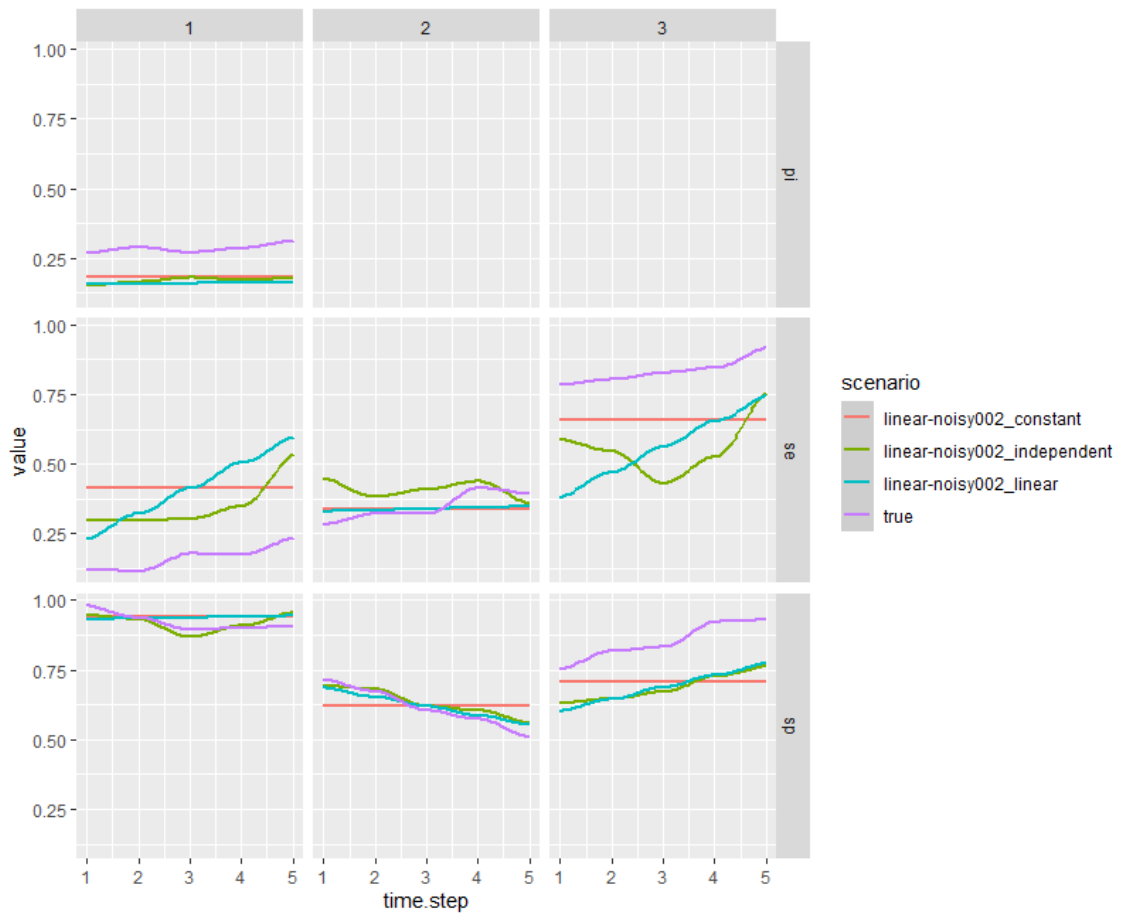 1 2 3
1.00
0.75
0.50
0.25
pi
1.00
0.75
0.50
0.25
se
1.00
0.75
0.50
0.25
sp
value
1 2 3 4 5 1 2 3 4 5 1 2 3 4 5
time.step
scenario
linear-noisy002_constant
linear-noisy002_independent
linear-noisy002_linear
true